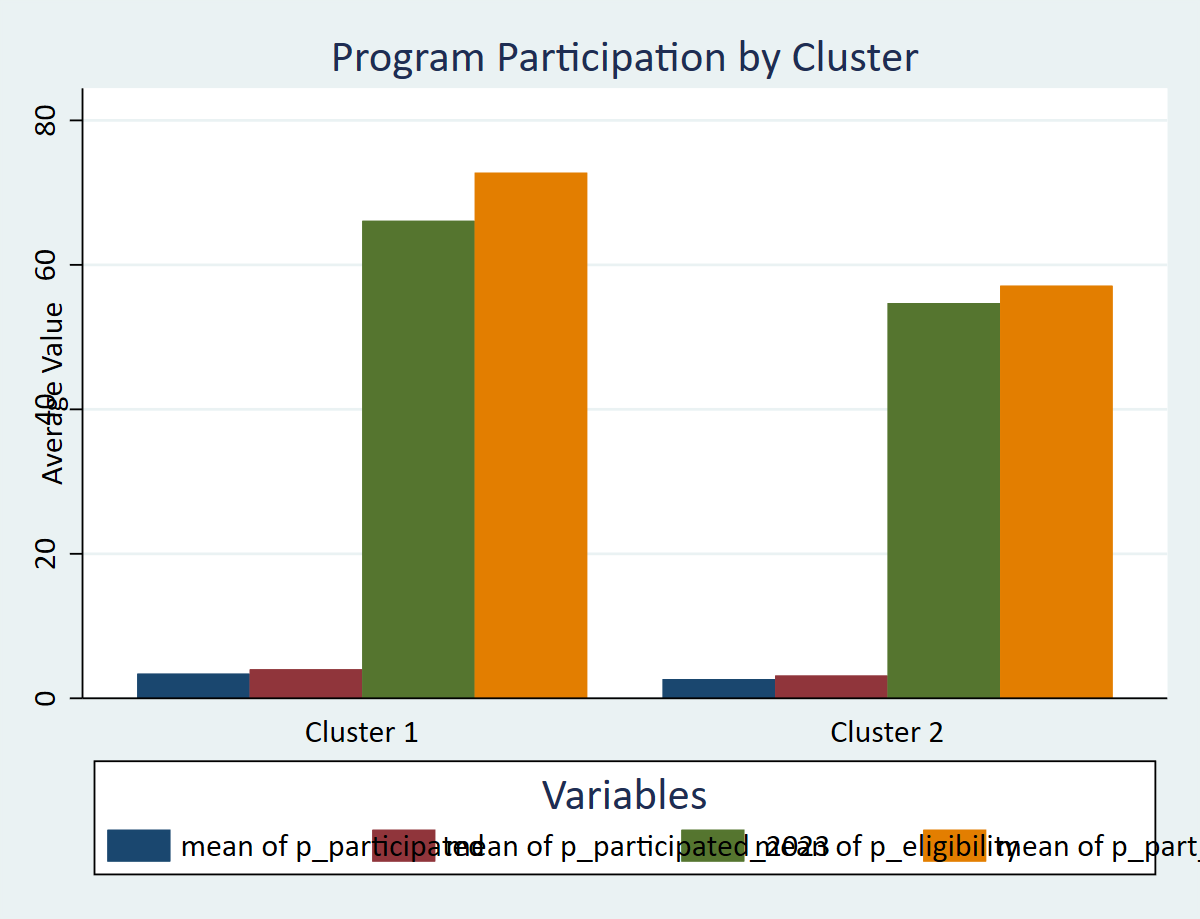 Program Participation by Cluster
80
60
40
20
0
Average Value
Cluster 1
Cluster 2
Variables
mean of p_participated mean of p_participated_2023 mean of p_eligibility mean of p_part_